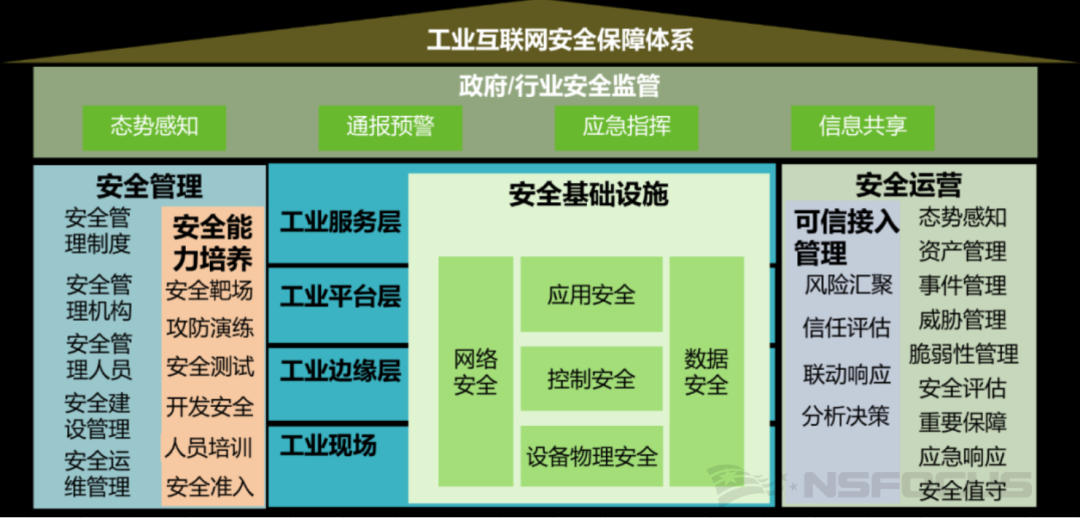 工业互联网安全保障体系
政府/行业安全监管
态势感知
通报预警
应急指挥
信息共享
安全管理
安全管
理制度
安全管
理机构
安全管
理人员
安全建
设管理
安全运
维管理
安全能
力培养
安全靶场
攻防演练
安全测试
开发安全
人员培训
安全准入
工业服务层
工业平台层
工业边缘层
工业现场
安全基础设施
网络
安全
应用安全
控制安全
设备物理安全
数据
安全
安全运营
可信接入
管理
风险汇聚
信任评估
联动响应
分析决策
态势感知
资产管理
事件管理
威胁管理
脆弱性管理
安全评估
重要保障
应急响应
安全值守
NSFOCUS